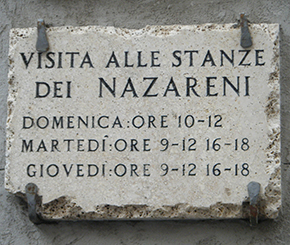 VISITA ALLE STANZE
DEI NAZARENI
DOMENICA: ORE 10-12
MARTEDÌ: ORE 9-12 16-18
GIOVEDÌ: ORE 9-12 16-18